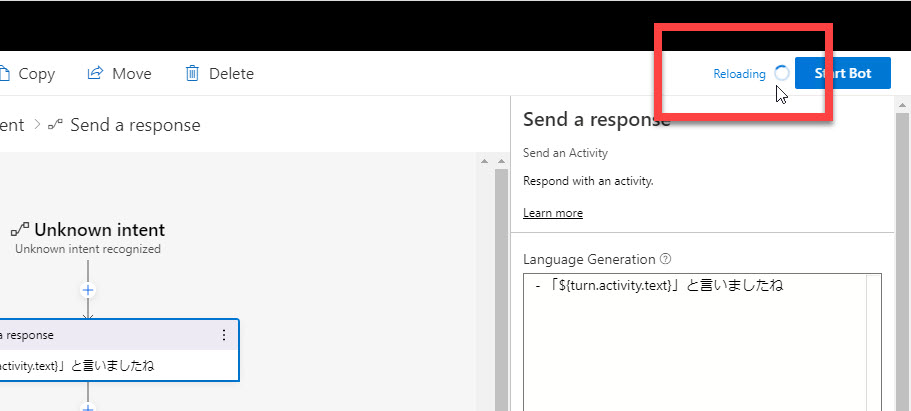 Copy Move Delete Reloading Start Bot
ent > Send a response
Send a response
Send an Activity
Respond with an activity.
Learn more
Unknown intent
Unknown intent recognized
a response
activity.text}」と言いましたね
Language Generation
- 「${turn.activity.text}」と言いましたね